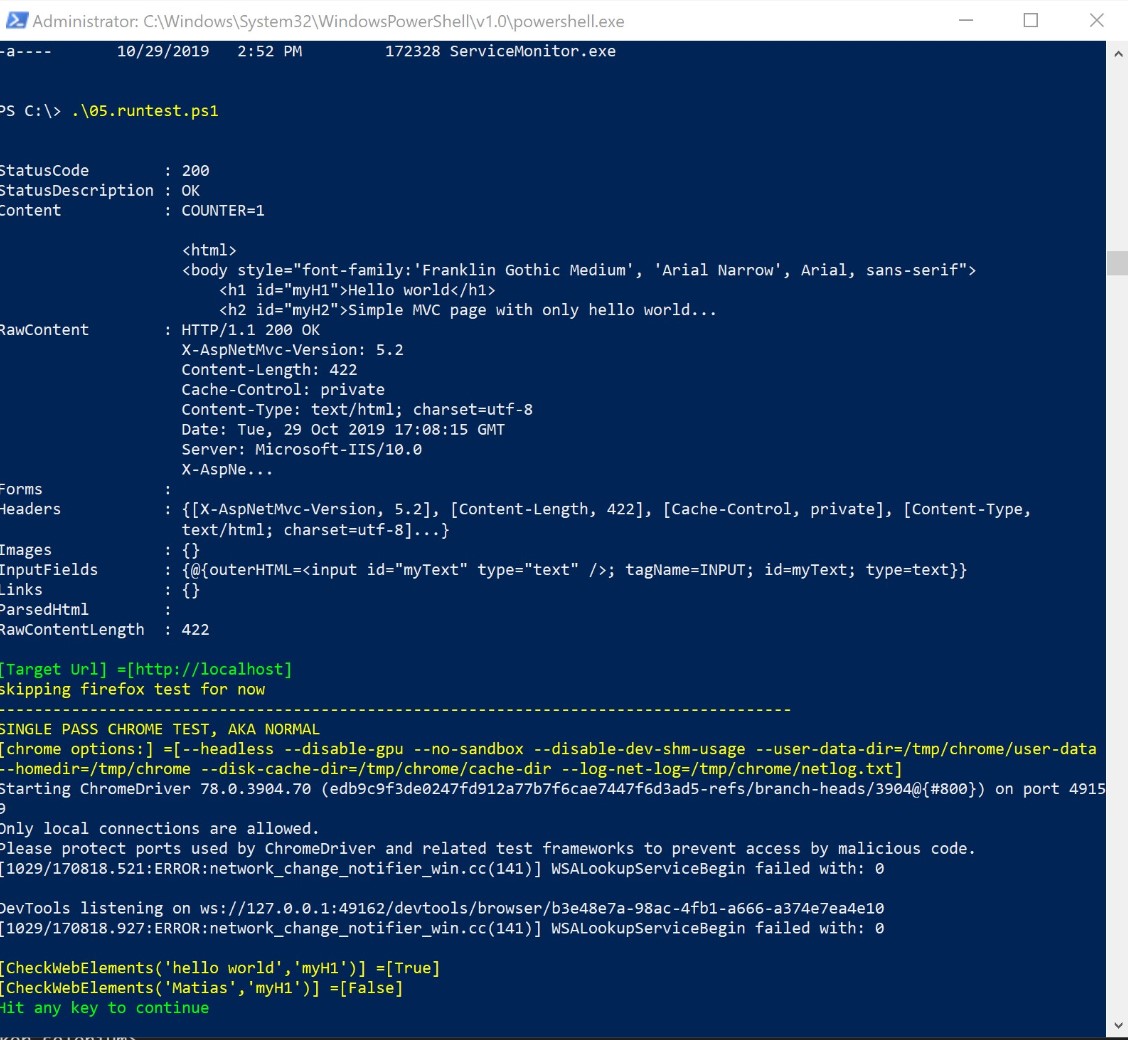 Administrator: C:\Windows\System32\WindowsPowerShell\v1.0\powershell.exe
-a---- 10/29/2019 2:52 PM 172328 ServiceMonitor.exe
PS C:\> .\05.runtest.ps1
StatusCode : 200
StatusDescription : OK
Content : COUNTER=1
<html>
<body style="font-family:'Franklin Gothic Medium', 'Arial Narrow', Arial, sans-serif">
<h1 id="myH1">Hello world</h1>
<h2 id="myH2">Simple MVC page with only hello world...
RawContent : HTTP/1.1 200 OK
X-AspNetMvc-Version: 5.2
Content-Length: 422
Cache-Control: private
Content-Type: text/html; charset=utf-8
Date: Tue, 29 Oct 2019 17:08:15 GMT
Server: Microsoft-IIS/10.0
X-AspNe...
Forms :
Headers : {[X-AspNetMvc-Version, 5.2], [Content-Length, 422], [Cache-Control, private], [Content-Type,
text/html; charset=utf-8]...}
Images : {}
InputFields : {@{outerHTML=<input id="myText" type="text" />; tagName=INPUT; id=myText; type=text}}
Links : {}
ParsedHtml :
RawContentLength : 422
[Target Url] =[http://localhost]
skipping firefox test for now
--------------------------------------------------------------------------------------
SINGLE PASS CHROME TEST, AKA NORMAL
[chrome options:] =[--headless --disable-gpu --no-sandbox --disable-dev-shm-usage --user-data-dir=/tmp/chrome/user-data
--homedir=/tmp/chrome --disk-cache-dir=/tmp/chrome/cache-dir --log-net-log=/tmp/chrome/netlog.txt]
Starting ChromeDriver 78.0.3904.70 (edb9c9f3de0247fd912a77b7f6cae7447f6d3ad5-refs/branch-heads/3904@{#800}) on port 4915
9
Only local connections are allowed.
Please protect ports used by ChromeDriver and related test frameworks to prevent access by malicious code.
[1029/170818.521:ERROR:network_change_notifier_win.cc(141)] WSALookupServiceBegin failed with: 0
DevTools listening on ws://127.0.0.1:49162/devtools/browser/b3e48e7a-98ac-4fb1-a666-a374e7ea4e10
[1029/170818.927:ERROR:network_change_notifier_win.cc(141)] WSALookupServiceBegin failed with: 0
[CheckWebElements('hello world','myH1')] =[True]
[CheckWebElements('Matias','myH1')] =[False]
Hit any key to continue